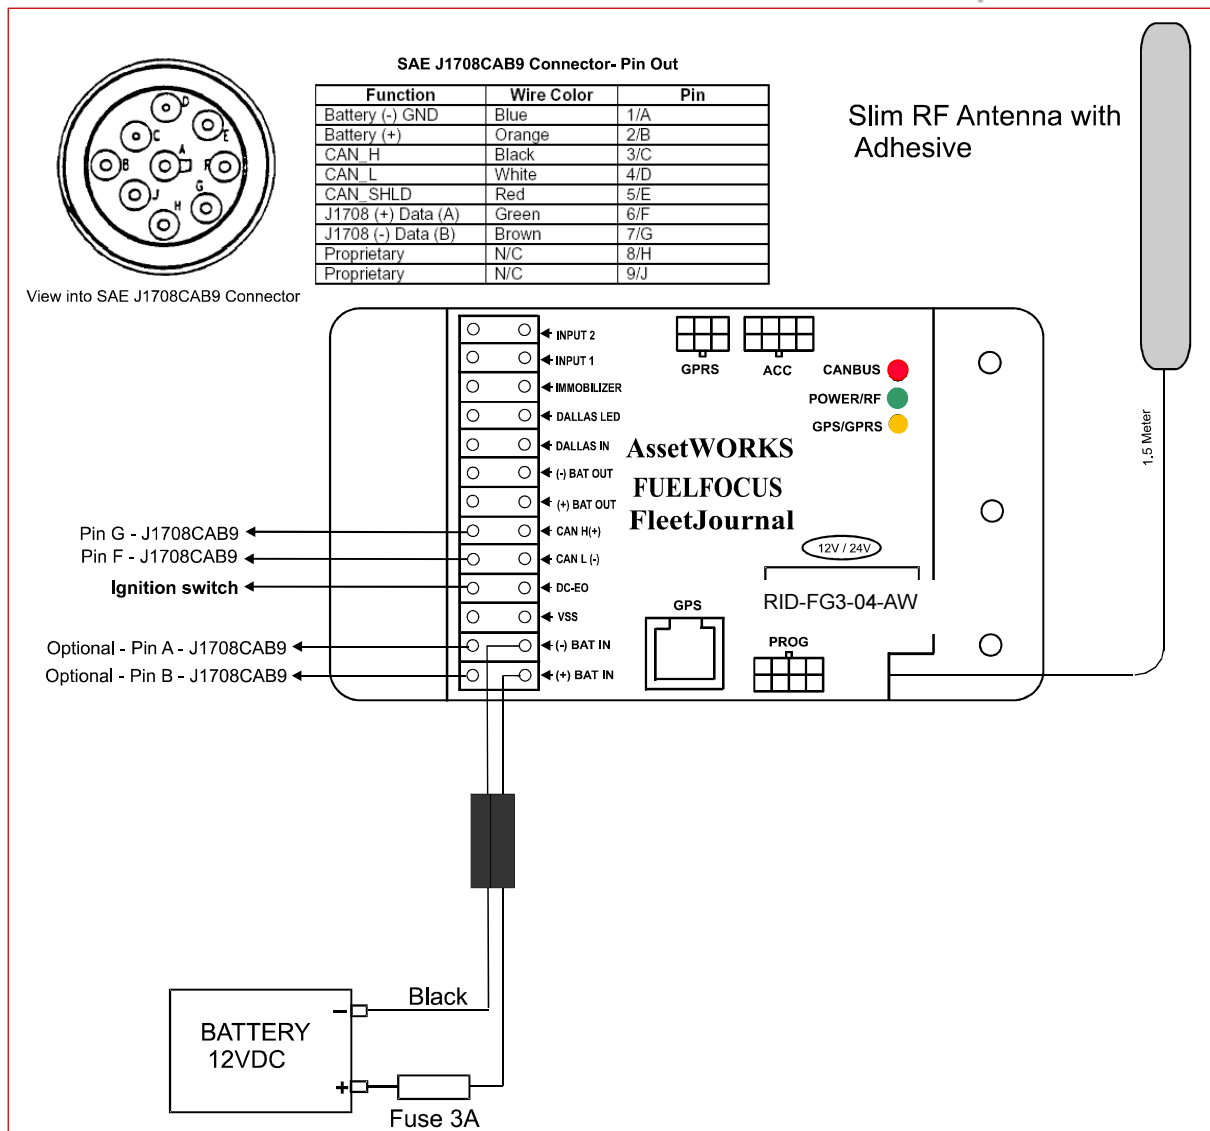 SAE J1708CAB9 Connector- Pin Out
Function Wire Color Pin
Battery (-) GND Blue 1/A
Battery (+) Orange 2/B
CAN_H Black 3/C
CAN_L White 4/D
CAN_SHLD Red 5/E
J1708 (+) Data (A) Green 6/F
J1708 (-) Data (B) Brown 7/G
Proprietary N/C 8/H
Proprietary N/C 9/J
D
E
C
A
B
F
J
G
H
View into SAE J1708CAB9 Connector
Slim RF Antenna with
Adhesive
1.5 Meter
INPUT 2
INPUT 1
IMMOBILIZER
DALLAS LED
DALLAS IN
(-) BAT OUT
(+) BAT OUT
CAN H(+)
CAN L (-)
DC-EO
VSS
(-) BAT IN
(+) BAT IN
GPRS
ACC
CANBUS
POWER/RF
GPS/GPRS
AssetWORKS
FUELFOCUS
FleetJournal
12V / 24V
RID-FG3-04-AW
GPS
PROG
Pin G - J1708CAB9
Pin F - J1708CAB9
Ignition switch
Optional - Pin A - J1708CAB9
Optional - Pin B - J1708CAB9
Black
BATTERY
12VDC
−
+
Fuse 3A